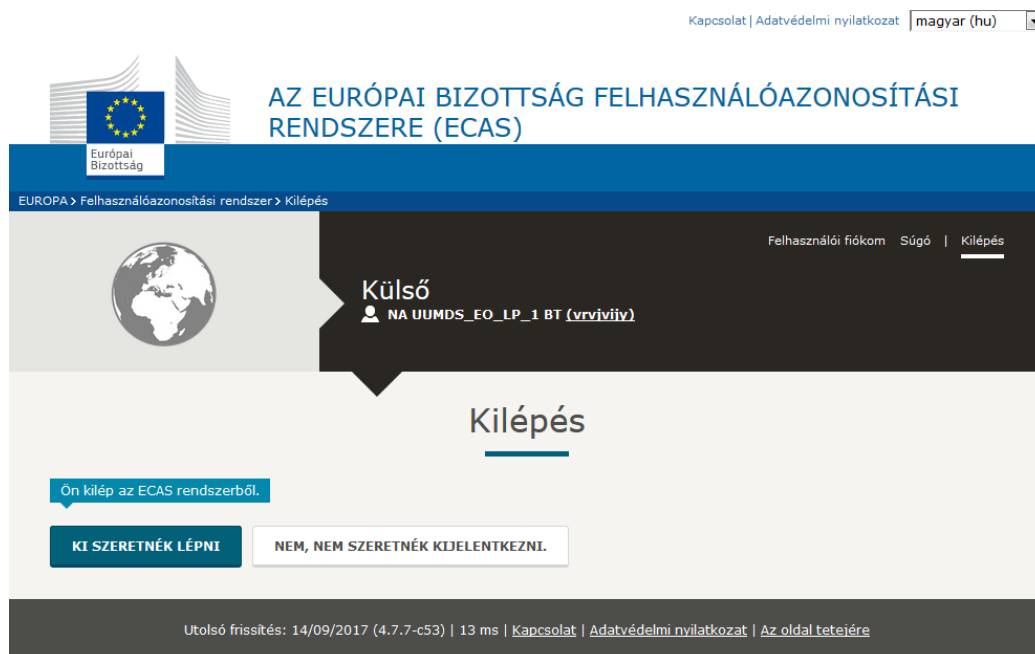 Kapcsolat | Adatvédelmi nyilatkozat magyar (hu)
AZ EURÓPAI BIZOTTSÁG FELHASZNÁLÓAZONOSÍTÁSI
RENDSZERE (ECAS)
Európai
Bizottság
EUROPA > Felhasználóazonosítási rendszer > Kilépés
Felhasználói fiókom Súgó | Kilépés
Külső
NA UUMDS_EO_LP_1 BT (vrvivijv)
Kilépés
Ön kilép az ECAS rendszerből.
KI SZERETNÉK LÉPNI NEM, NEM SZERETNÉK KIJELENTKEZNI.
Utolsó frissítés: 14/09/2017 (4.7.7-c53) | 13 ms | Kapcsolat | Adatvédelmi nyilatkozat | Az oldal tetejére